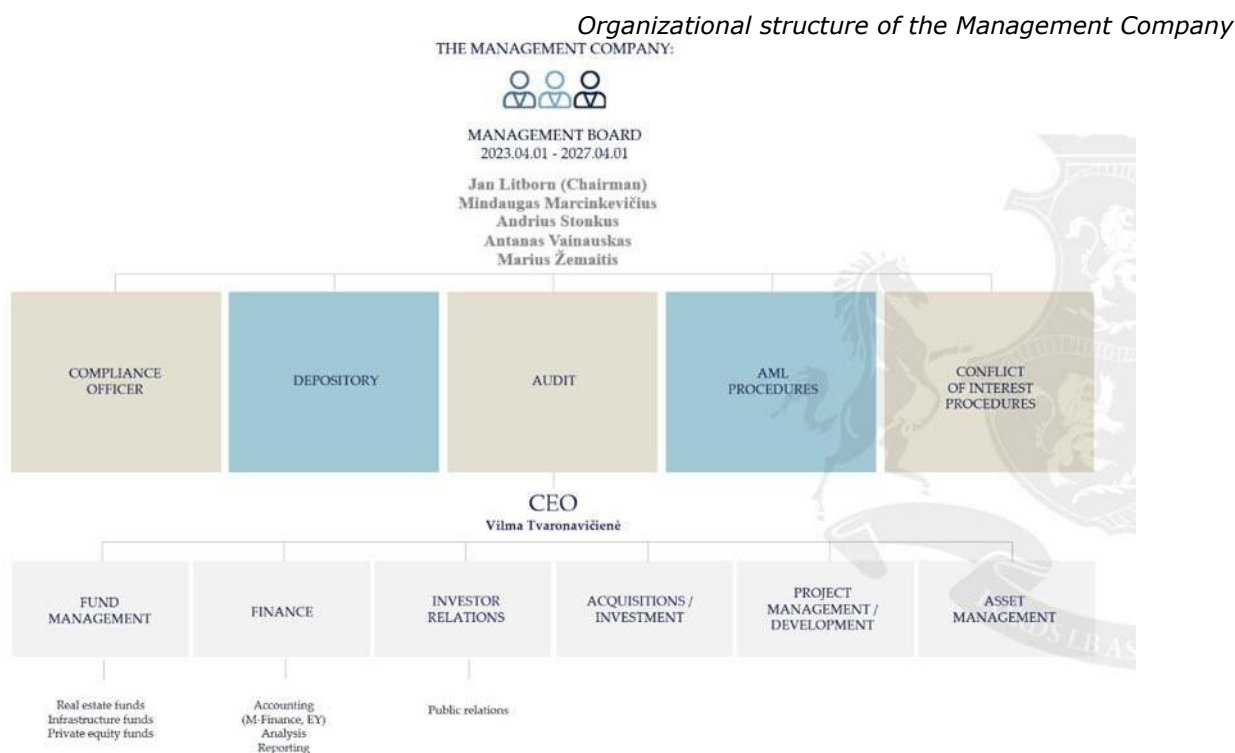 Organizational structure of the Management Company
THE MANAGEMENT COMPANY:
MANAGEMENT BOARD
2023.04.01 - 2027.04.01
Jan Litborn (Chairman)
Mindaugas Marcinkevičius
Andrius Stonkus
Antanas Vainauskas
Marius Žemaitis
COMPLIANCE
OFFICER
DEPOSITORY
AUDIT
AML
PROCEDURES
CONFLICT
OF INTEREST
PROCEDURES
CEO
Vilma Tvaronavičienė
FUND
MANAGEMENT
FINANCE
INVESTOR
RELATIONS
ACQUISITIONS /
INVESTMENT
PROJECT
MANAGEMENT /
DEVELOPMENT
ASSET
MANAGEMENT
Real estate funds
Infrastructure funds
Private equity funds
Accounting
(M-Finance, EY)
Analysis
Reporting
Public relations